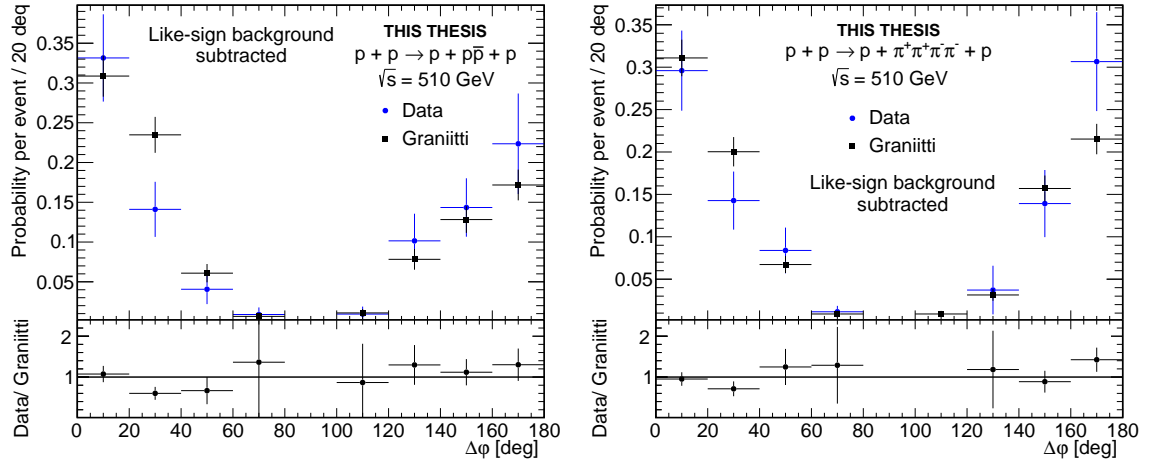 Probability per event / 20 deg
0.35
0.3
0.25
0.2
0.15
0.1
0.05
Like-sign background
subtracted
THIS THESIS
p + p → p + pp̅ + p
√s = 510 GeV
Data
Graniitti
Data/ Graniitti
2
1
0 20 40 60 80 100 120 140 160 180
Δφ [deg]
Probability per event / 20 deg
0.35
0.3
0.25
0.2
0.15
0.1
0.05
THIS THESIS
p + p → p + π⁺π⁺π⁻π⁻ + p
√s = 510 GeV
Data
Graniitti
Like-sign background
subtracted
Data/ Graniitti
2
1
0 20 40 60 80 100 120 140 160 180
Δφ [deg]